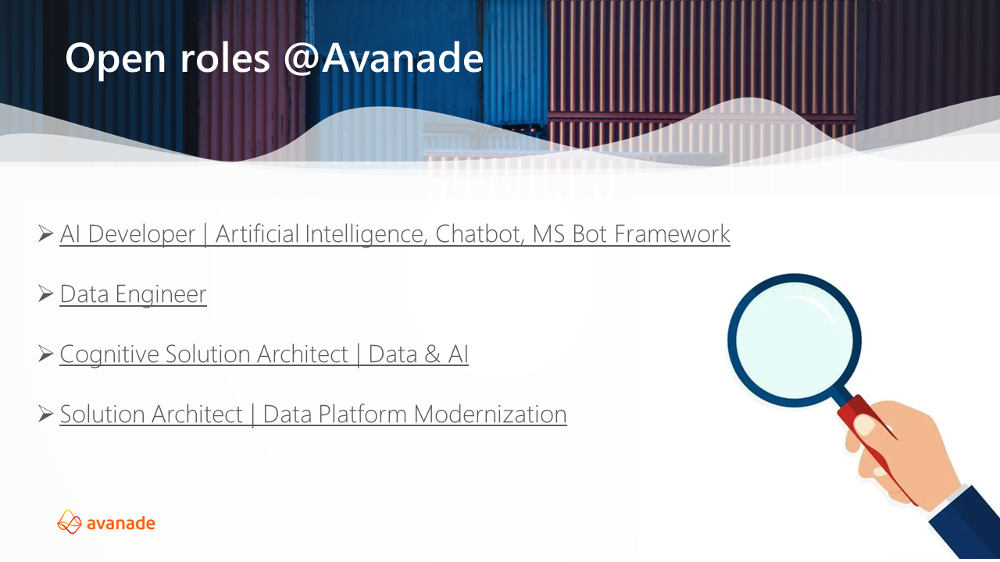 Open roles @Avanade
AI Developer | Artificial Intelligence, Chatbot, MS Bot Framework
Data Engineer
Cognitive Solution Architect | Data & AI
Solution Architect | Data Platform Modernization
avanade